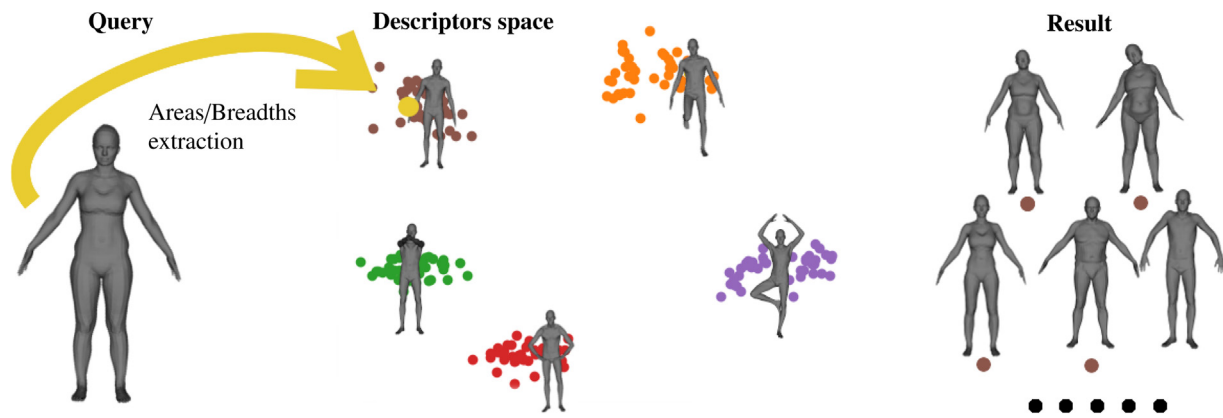 Query
Descriptors space
Result
Areas/Breadths
extraction